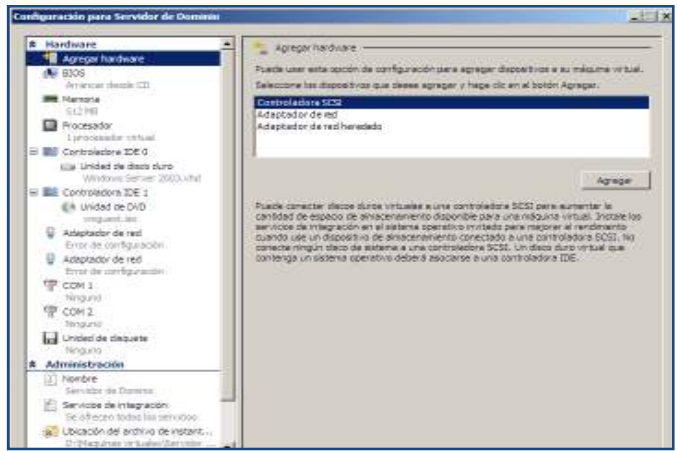 Configuración para Servidor de Dominio
Hardware
Agregar hardware
BIOS
Arrancar desde CD
Memoria
512 MB
Procesador
1 procesador virtual
Controladora IDE 0
Unidad de disco duro
Windows Server 2003.vhd
Controladora IDE 1
Unidad de DVD
vmguest.iso
Adaptador de red
Error de configuración
Adaptador de red
Error de configuración
COM 1
Ninguno
COM 2
Ninguno
Unidad de disquete
Ninguno
Administración
Nombre
Servidor de Dominio
Servicios de integración
Se ofrecen todos los servicios
Ubicación del archivo de instant...
D:\Maquinas virtuales\Servidor ...
Agregar hardware
Puede usar esta opción de configuración para agregar dispositivos a su máquina virtual.
Seleccione los dispositivos que desee agregar y haga clic en el botón Agregar.
Controladora SCSI
Adaptador de red
Adaptador de red heredado
Agregar
Puede conectar discos duros virtuales a una controladora SCSI para aumentar la
cantidad de espacio de almacenamiento disponible para una máquina virtual. Instale los
servicios de integración en el sistema operativo invitado para mejorar el rendimiento
cuando use un dispositivo de almacenamiento conectado a una controladora SCSI. No
conecte ningún disco de sistema a una controladora SCSI. Un disco duro virtual que
contenga un sistema operativo deberá asociarse a una controladora IDE.